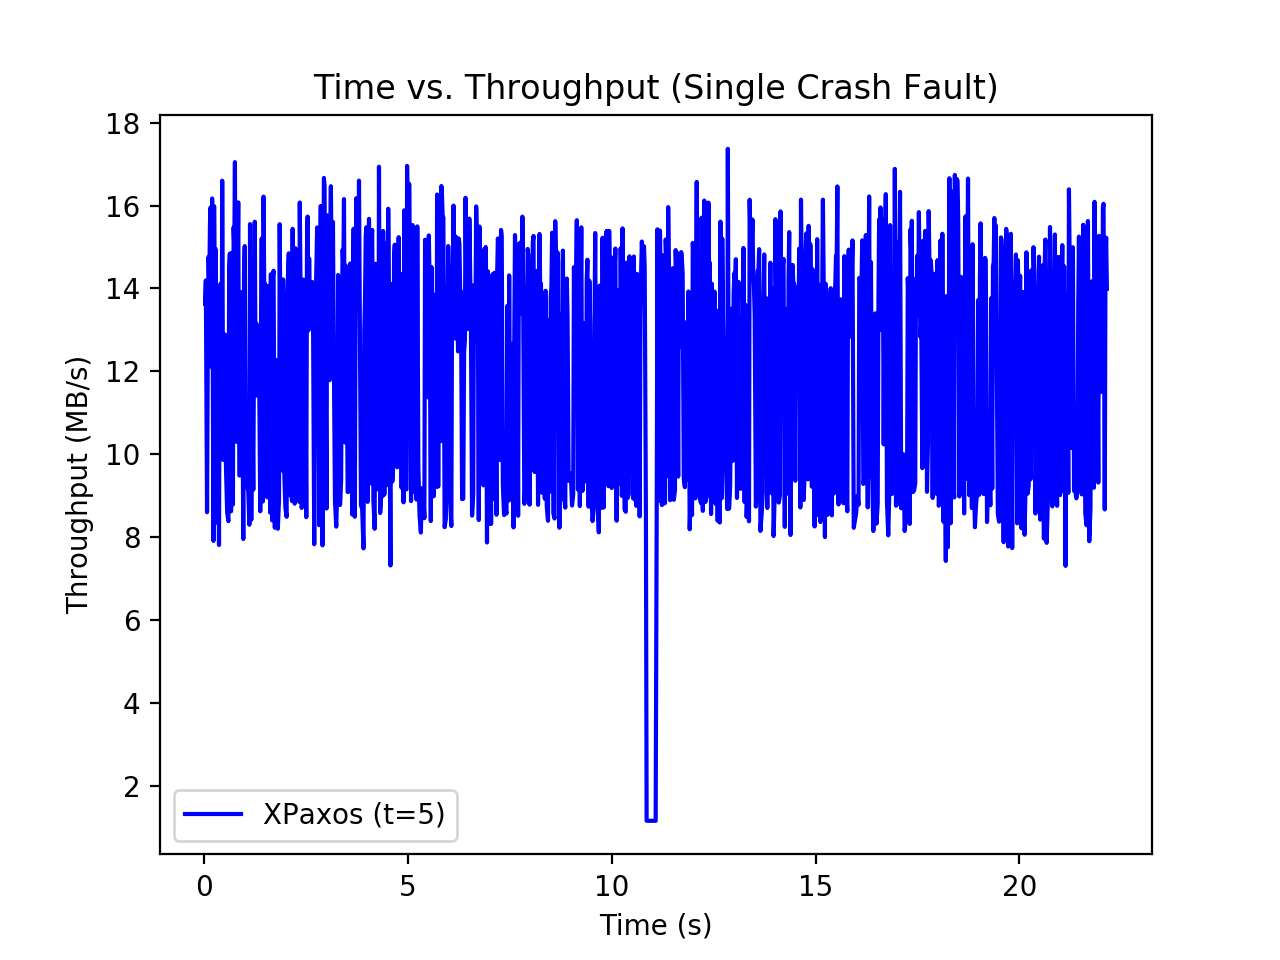 Time vs. Throughput (Single Crash Fault)
Throughput (MB/s)
18
16
14
12
10
8
6
4
2
XPaxos (t=5)
0 5 10 15 20
Time (s)